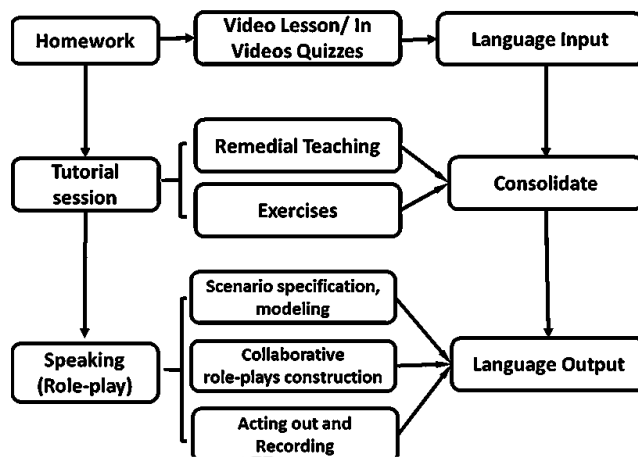 Homework
Video Lesson/ In
Videos Quizzes
Language Input
Tutorial
session
Remedial Teaching
Exercises
Consolidate
Speaking
(Role-play)
Scenario specification,
modeling
Collaborative
role-plays construction
Acting out and
Recording
Language Output